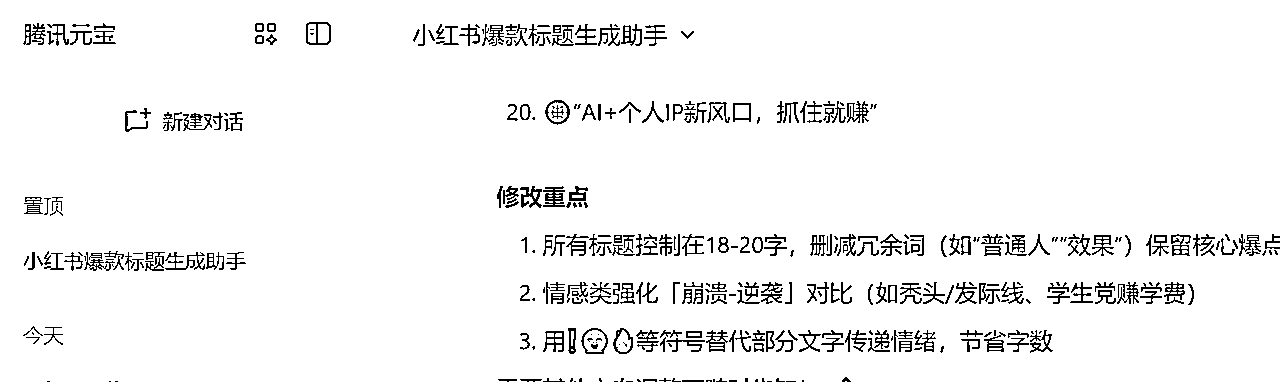 腾讯元宝
小红书爆款标题生成助手
新建对话
置顶
小红书爆款标题生成助手
今天
20. “AI+个人IP新风口，抓住就赚”
修改重点
1. 所有标题控制在18-20字，删减冗余词（如“普通人”“效果”）保留核心爆点
2. 情感类强化「崩溃-逆袭」对比（如秃头/发际线、学生党赚学费）
3. 用❗等符号替代部分文字传递情绪，节省字数